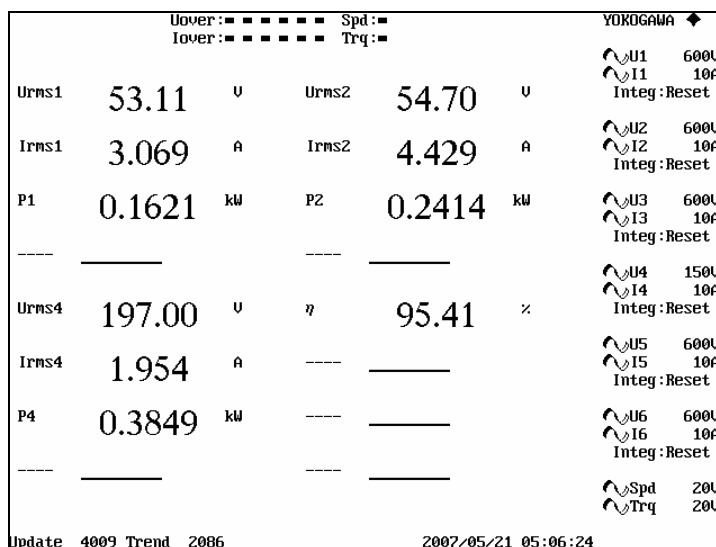 Uover: Spd:
Iover: Trq:
YOKOGAWA
U1 600V
I1 10A
Integ:Reset
Urms1 53.11 V Urms2 54.70 V
U2 600V
I2 10A
Integ:Reset
Irms1 3.069 A Irms2 4.429 A
P1 0.1621 kW P2 0.2414 kW
U3 600V
I3 10A
Integ:Reset
---- ----
U4 150V
I4 10A
Integ:Reset
Urms4 197.00 V η 95.41 %
U5 600V
I5 10A
Integ:Reset
Irms4 1.954 A ----
P4 0.3849 kW ----
U6 600V
I6 10A
Integ:Reset
---- ----
Spd 20V
Trq 20V
Update 4009 Trend 2086 2007/05/21 05:06:24